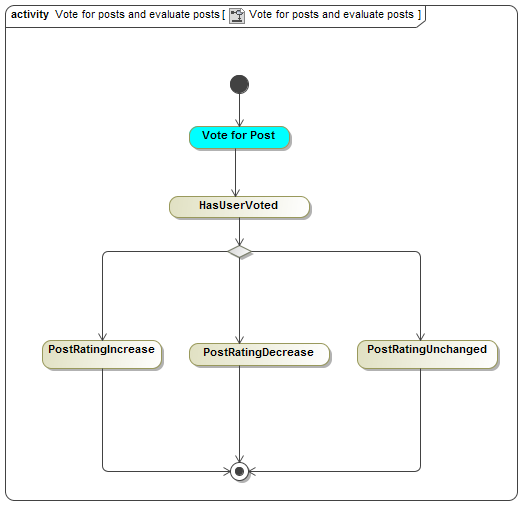 activity Vote for posts and evaluate posts [ Vote for posts and evaluate posts ]
Vote for Post
HasUserVoted
PostRatingIncrease
PostRatingDecrease
PostRatingUnchanged